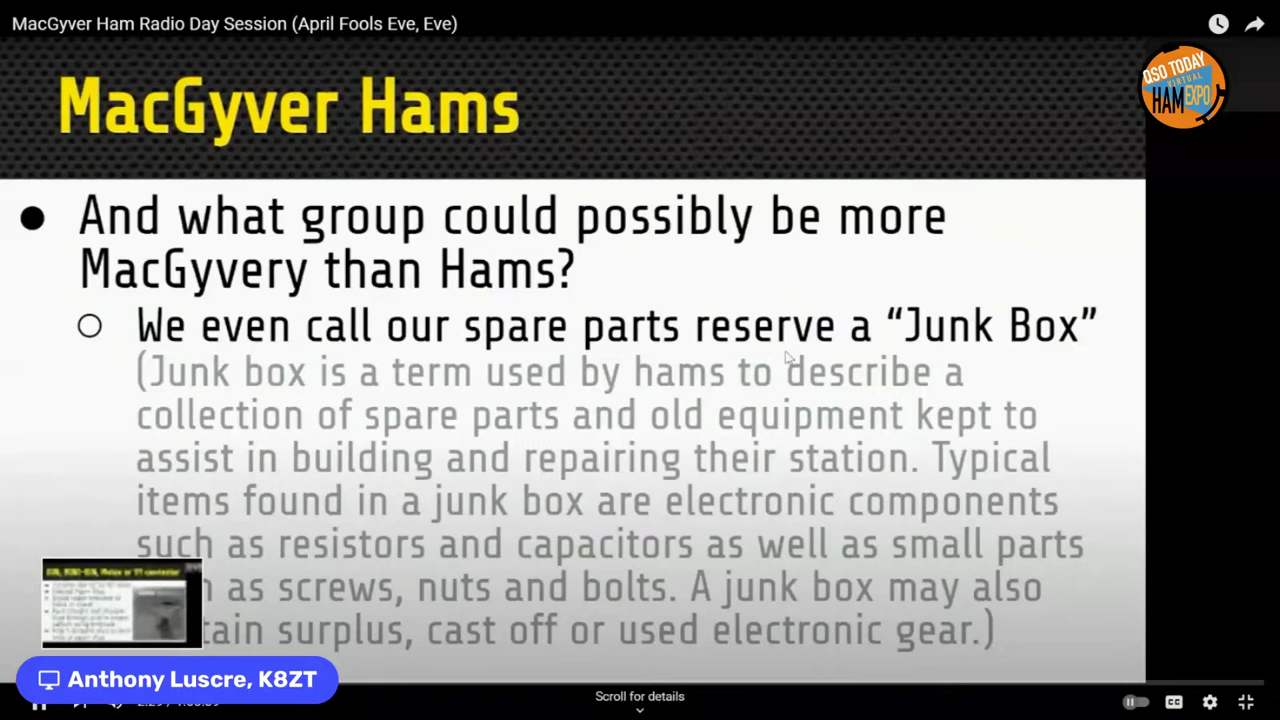 MacGyver Ham Radio Day Session (April Fools Eve, Eve)
QSO TODAY
VIRTUAL
HAM EXPO
MacGyver Hams
And what group could possibly be more
MacGyvery than Hams?
We even call our spare parts reserve a “Junk Box”
(Junk box is a term used by hams to describe a
collection of spare parts and old equipment kept to
assist in building and repairing their station. Typical
items found in a junk box are electronic components
such as resistors and capacitors as well as small parts
as screws, nuts and bolts. A junk box may also
tain surplus, cast off or used electronic gear.)
Anthony Luscre, K8ZT
Scroll for details
CC